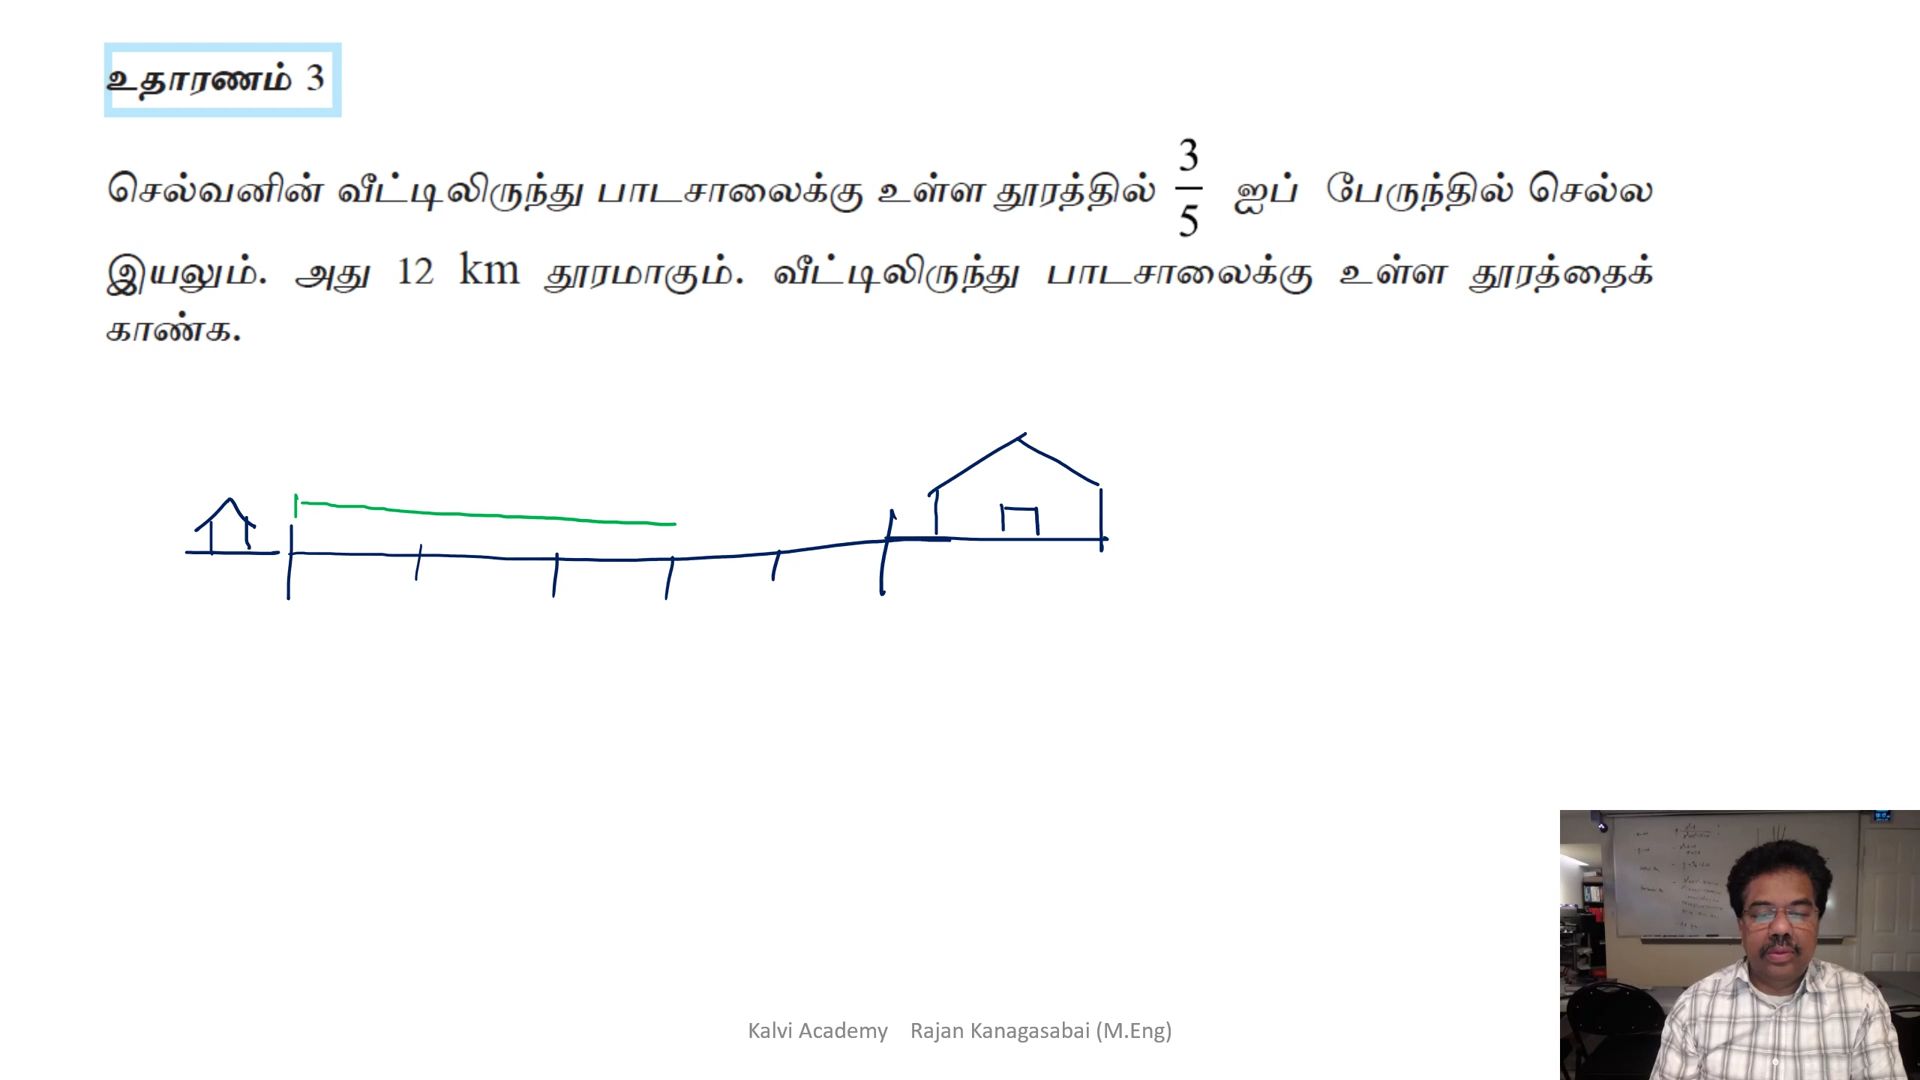 உதாரணம் 3
செல்வனின் வீட்டிலிருந்து பாடசாலைக்கு உள்ள தூரத்தில் 3/5 ஐப் பேருந்தில் செல்ல
இயலும். அது 12 km தூரமாகும். வீட்டிலிருந்து பாடசாலைக்கு உள்ள தூரத்தைக்
காண்க.
Kalvi Academy Rajan Kanagasabai (M.Eng)